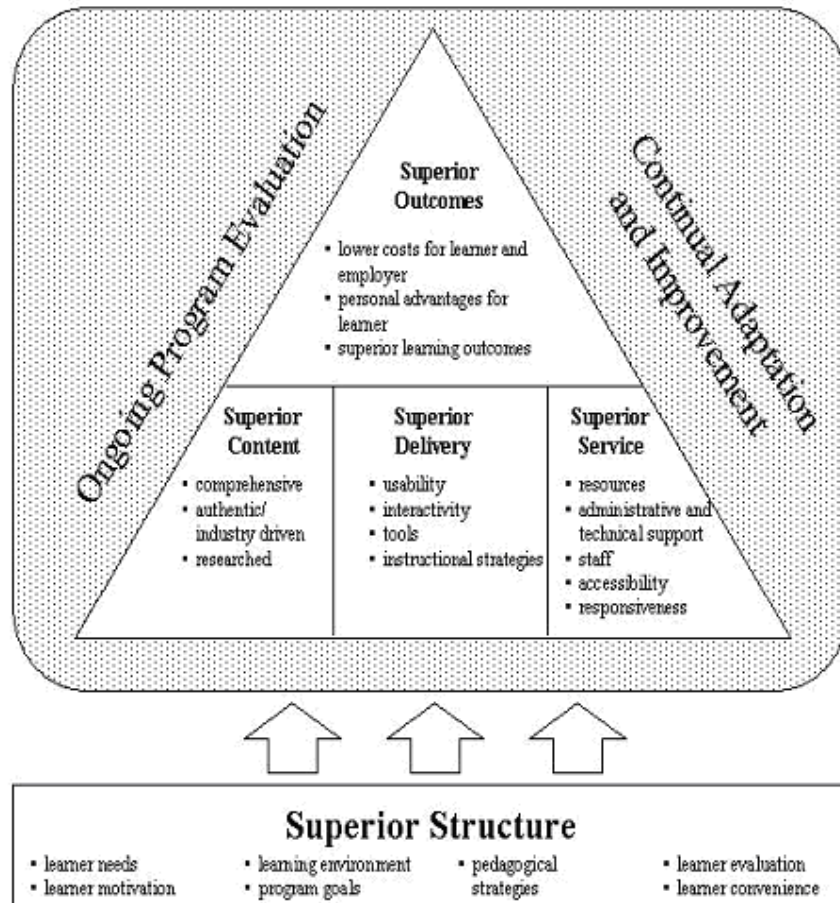 Ongoing Program Evaluation
Continual Adaptation
and Improvement
Superior
Outcomes
▪ lower costs for learner and
employer
▪ personal advantages for
learner
▪ superior learning outcomes
Superior
Content
▪ comprehensive
▪ authentic/
industry driven
▪ researched
Superior
Delivery
▪ usability
▪ interactivity
▪ tools
▪ instructional strategies
Superior
Service
▪ resources
▪ administrative and
technical support
▪ staff
▪ accessibility
▪ responsiveness
Superior Structure
▪ learner needs
▪ learner motivation
▪ learning environment
▪ program goals
▪ pedagogical
strategies
▪ learner evaluation
▪ learner convenience